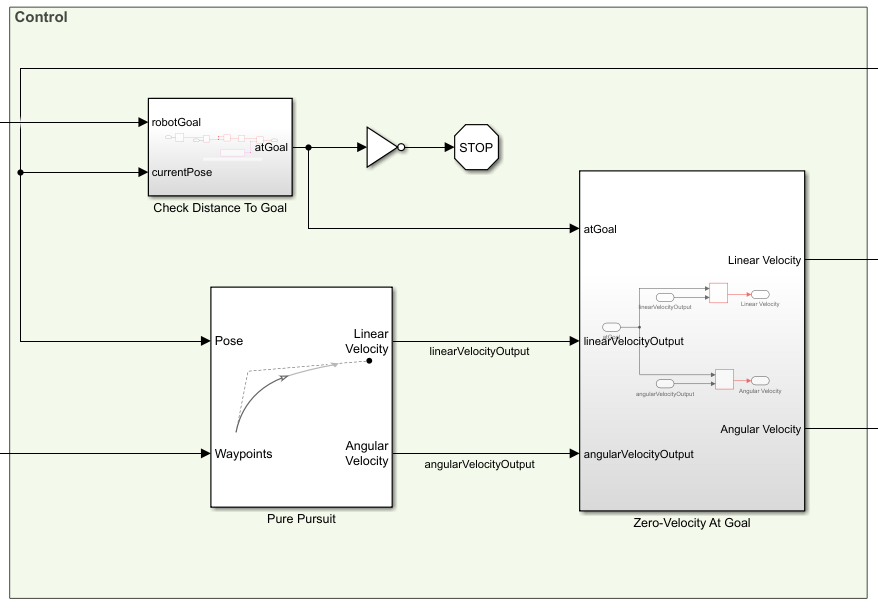 Control
robotGoal
atGoal
currentPose
Check Distance To Goal
STOP
atGoal
Linear Velocity
linearVelocityOutput
Linear Velocity
linearVelocityOutput
angularVelocityOutput
Angular Velocity
Angular Velocity
angularVelocityOutput
Zero-Velocity At Goal
Pose
Linear
Velocity
linearVelocityOutput
Waypoints
Angular
Velocity
angularVelocityOutput
Pure Pursuit